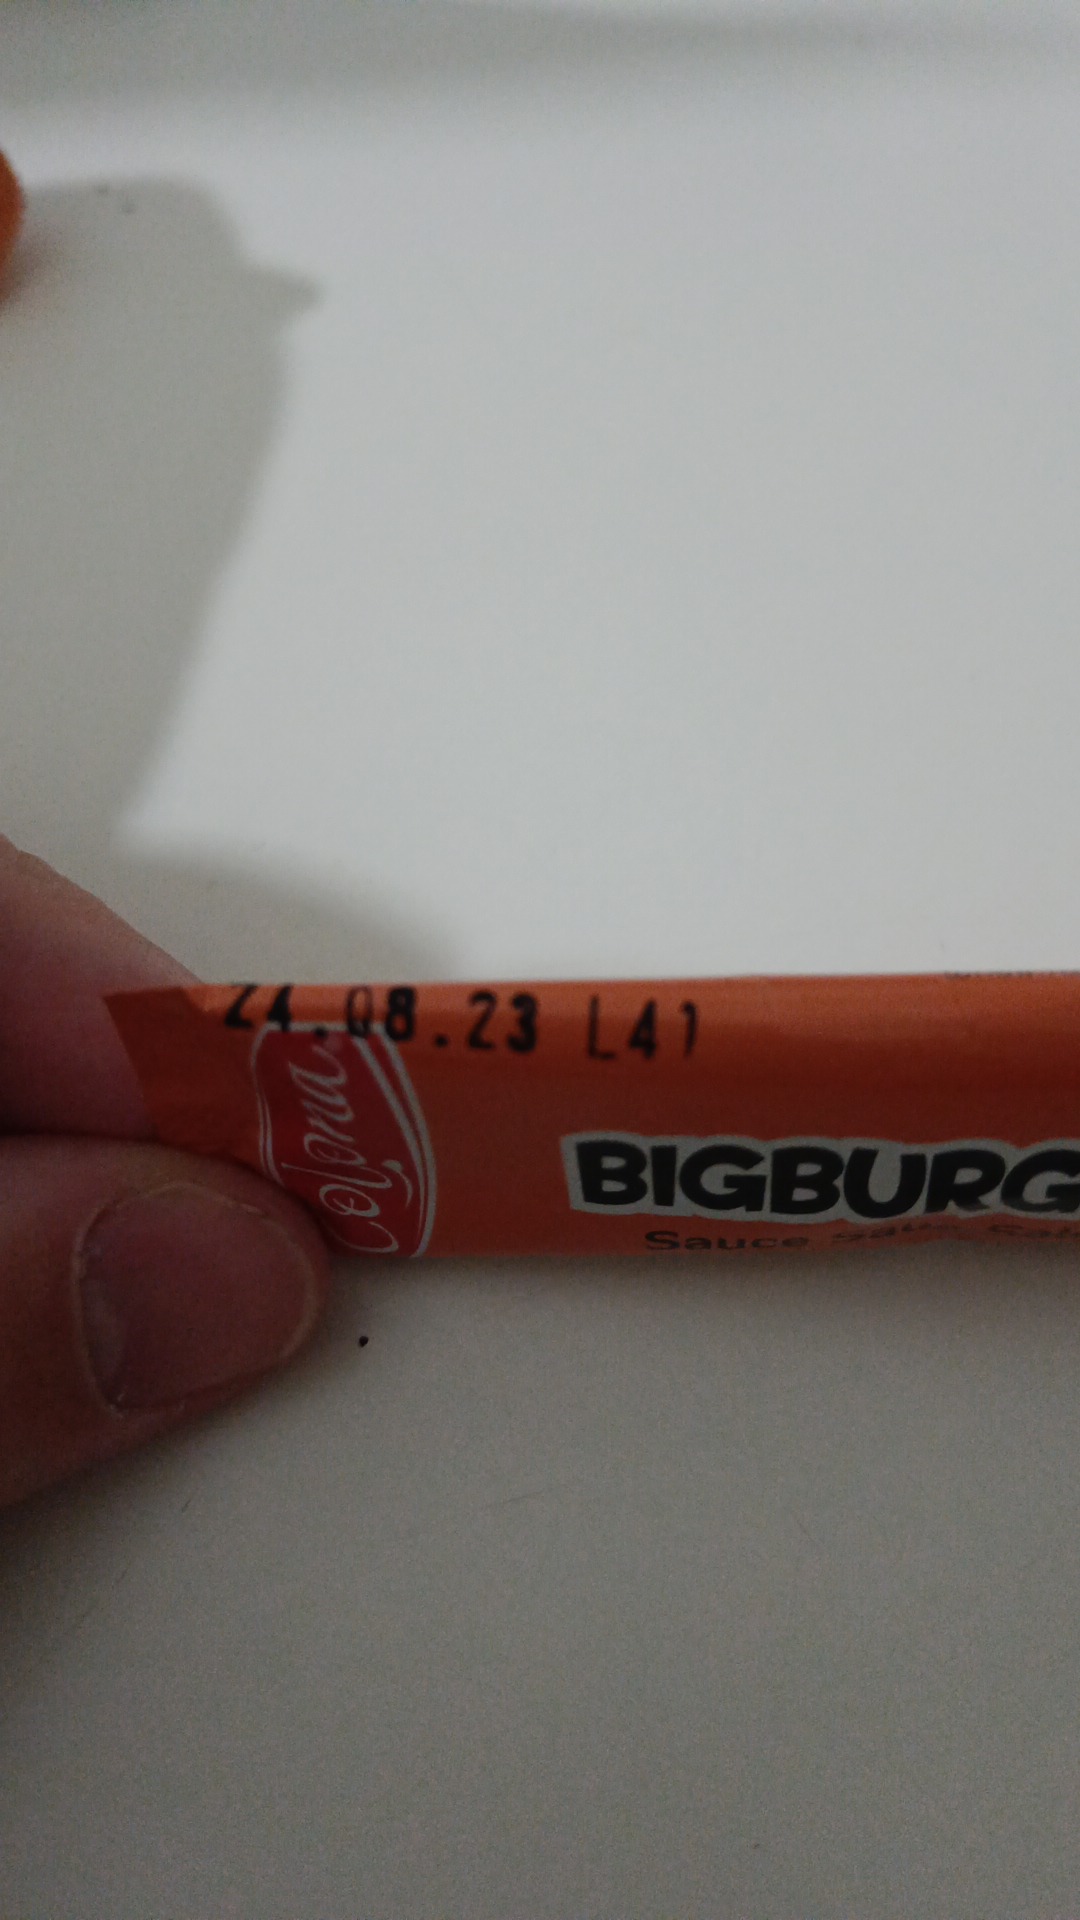 24.08.23 L41
Colona
BIGBURG
Sauce